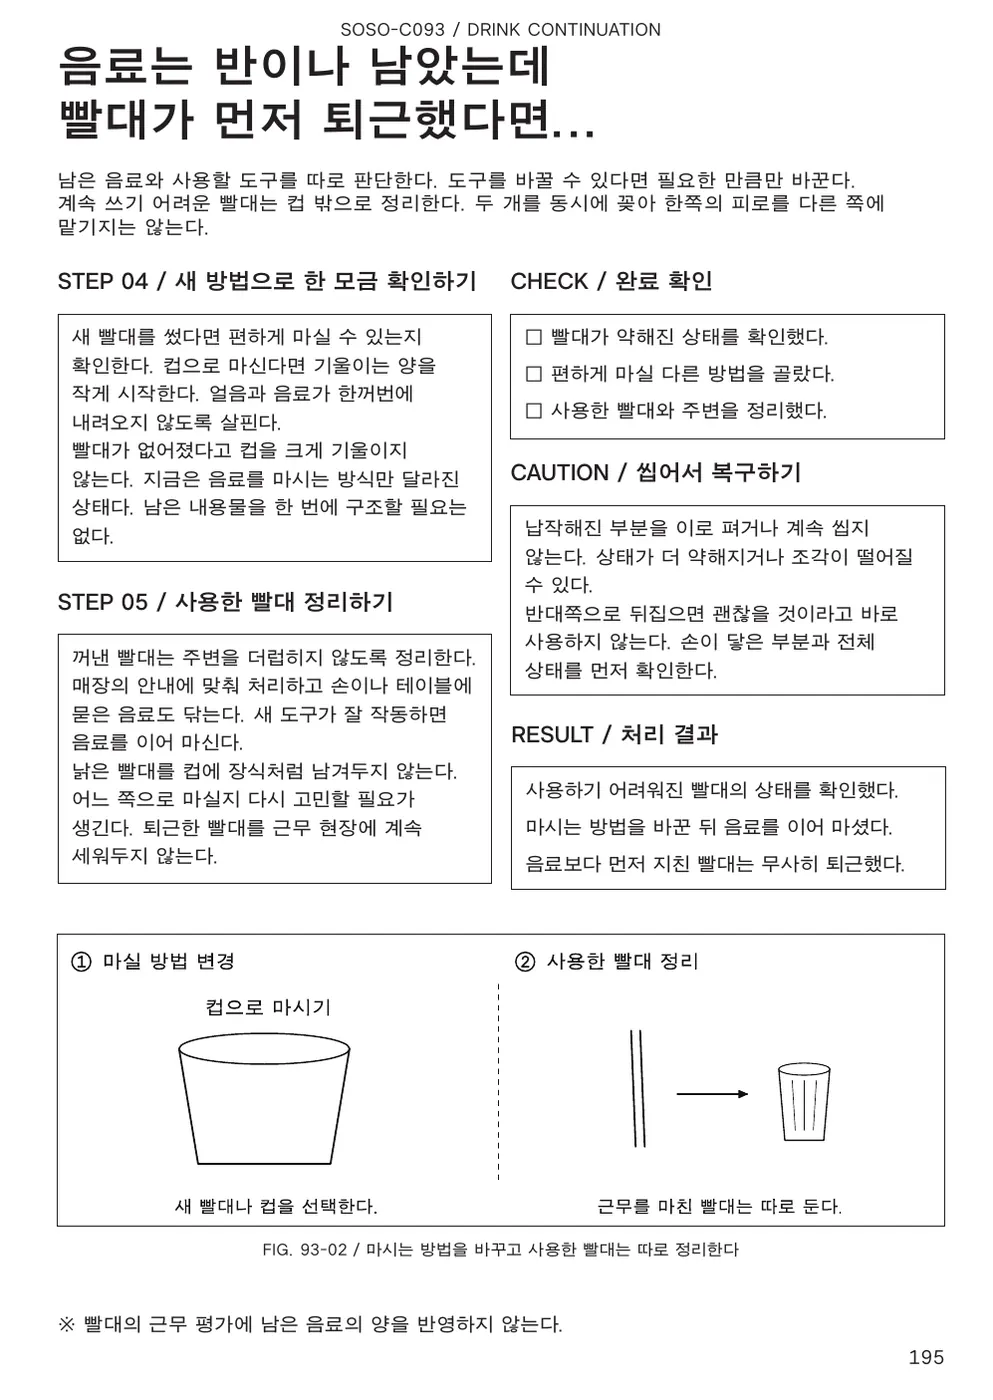 SOSO-C093 / DRINK CONTINUATION
음료는 반이나 남았는데
빨대가 먼저 퇴근했다면...
남은 음료와 사용할 도구를 따로 판단한다. 도구를 바꿀 수 있다면 필요한 만큼만 바꾼다.
계속 쓰기 어려운 빨대는 컵 밖으로 정리한다. 두 개를 동시에 꽂아 한쪽의 피로를 다른 쪽에
맡기지는 않는다.
STEP 04 / 새 방법으로 한 모금 확인하기
새 빨대를 썼다면 편하게 마실 수 있는지
확인한다. 컵으로 마신다면 기울이는 양을
작게 시작한다. 얼음과 음료가 한꺼번에
내려오지 않도록 살핀다.
빨대가 없어졌다고 컵을 크게 기울이지
않는다. 지금은 음료를 마시는 방식만 달라진
상태다. 남은 내용물을 한 번에 구조할 필요는
없다.
STEP 05 / 사용한 빨대 정리하기
꺼낸 빨대는 주변을 더럽히지 않도록 정리한다.
매장의 안내에 맞춰 처리하고 손이나 테이블에
묻은 음료도 닦는다. 새 도구가 잘 작동하면
음료를 이어 마신다.
낡은 빨대를 컵에 장식처럼 남겨두지 않는다.
어느 쪽으로 마실지 다시 고민할 필요가
생긴다. 퇴근한 빨대를 근무 현장에 계속
세워두지 않는다.
CHECK / 완료 확인
□ 빨대가 약해진 상태를 확인했다.
□ 편하게 마실 다른 방법을 골랐다.
□ 사용한 빨대와 주변을 정리했다.
CAUTION / 씹어서 복구하기
납작해진 부분을 이로 펴거나 계속 씹지
않는다. 상태가 더 약해지거나 조각이 떨어질
수 있다.
반대쪽으로 뒤집으면 괜찮을 것이라고 바로
사용하지 않는다. 손이 닿은 부분과 전체
상태를 먼저 확인한다.
RESULT / 처리 결과
사용하기 어려워진 빨대의 상태를 확인했다.
마시는 방법을 바꾼 뒤 음료를 이어 마셨다.
음료보다 먼저 지친 빨대는 무사히 퇴근했다.
① 마실 방법 변경
컵으로 마시기
새 빨대나 컵을 선택한다.
② 사용한 빨대 정리
근무를 마친 빨대는 따로 둔다.
FIG. 93-02 / 마시는 방법을 바꾸고 사용한 빨대는 따로 정리한다
※ 빨대의 근무 평가에 남은 음료의 양을 반영하지 않는다.
195